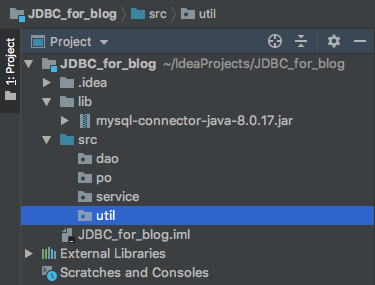 JDBC_for_blog src util
1: Project
Project
JDBC_for_blog ~/IdeaProjects/JDBC_for_blog
.idea
lib
mysql-connector-java-8.0.17.jar
src
dao
po
service
util
JDBC_for_blog.iml
External Libraries
Scratches and Consoles